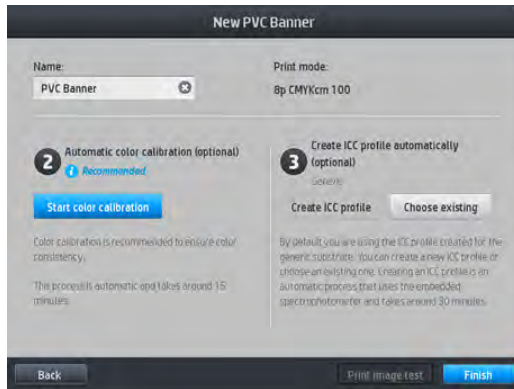 New PVC Banner
Name:
PVC Banner
Print mode:
8p CMYKcm 100
2
Automatic color calibration (optional)
i Recommended
Start color calibration
Color calibration is recommended to ensure color
consistency.
This process is automatic and takes around 15
minutes.
3
Create ICC profile automatically
(optional)
Generic
Create ICC profile
Choose existing
By default you are using the ICC profile created for the
generic substrate. You can create a new ICC profile or
choose an existing one. Creating an ICC profile is an
automatic process that uses the embedded
spectrophotometer and takes around 30 minutes.
Back
Print image test
Finish